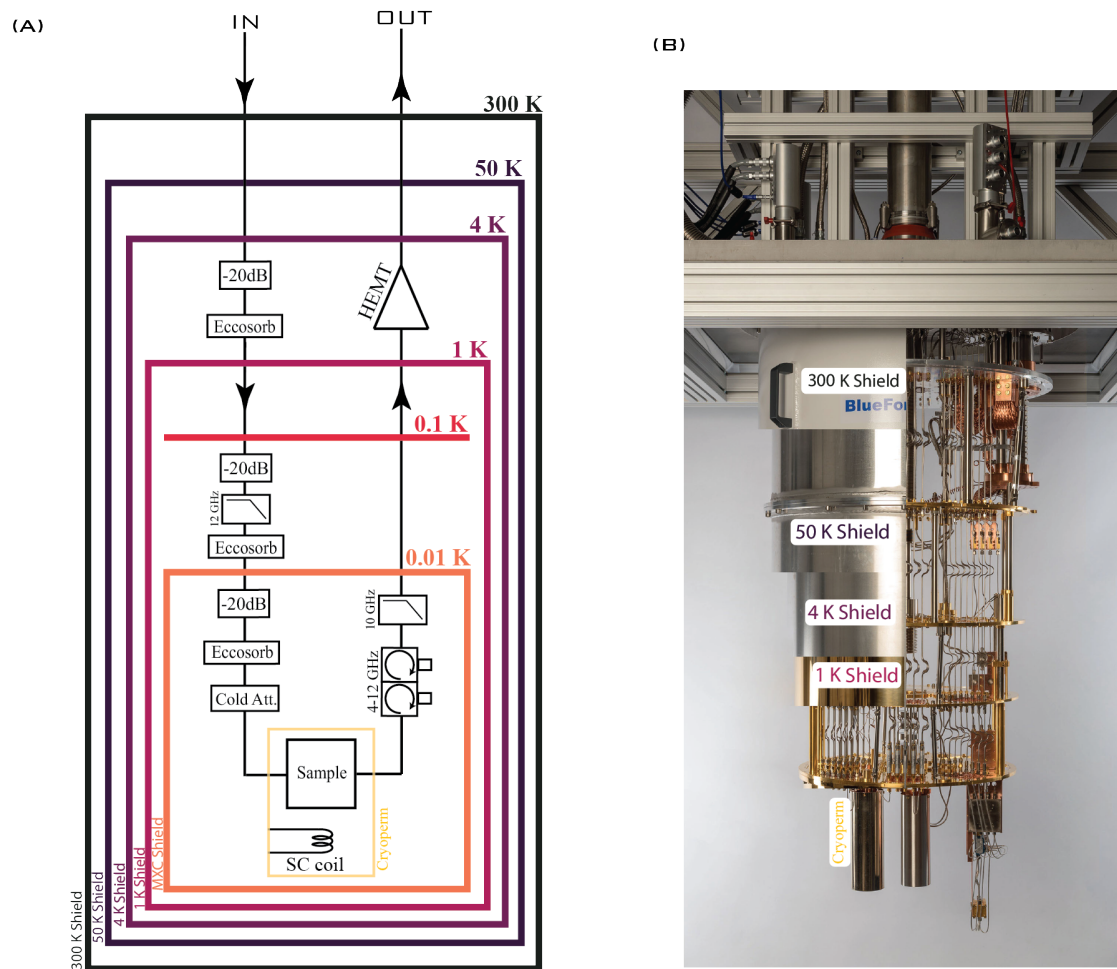 (A)
IN
OUT
300 K
50 K
4 K
-20dB
Eccosorb
HEMT
1 K
0.1 K
-20dB
12 GHz
Eccosorb
0.01 K
-20dB
10 GHz
Eccosorb
4-12 GHz
Cold Att.
Sample
SC coil
Cryoperm
MXC Shield
1 K Shield
4 K Shield
50 K Shield
300 K Shield
(B)
300 K Shield
BlueFor
50 K Shield
4 K Shield
1 K Shield
Cryoperm